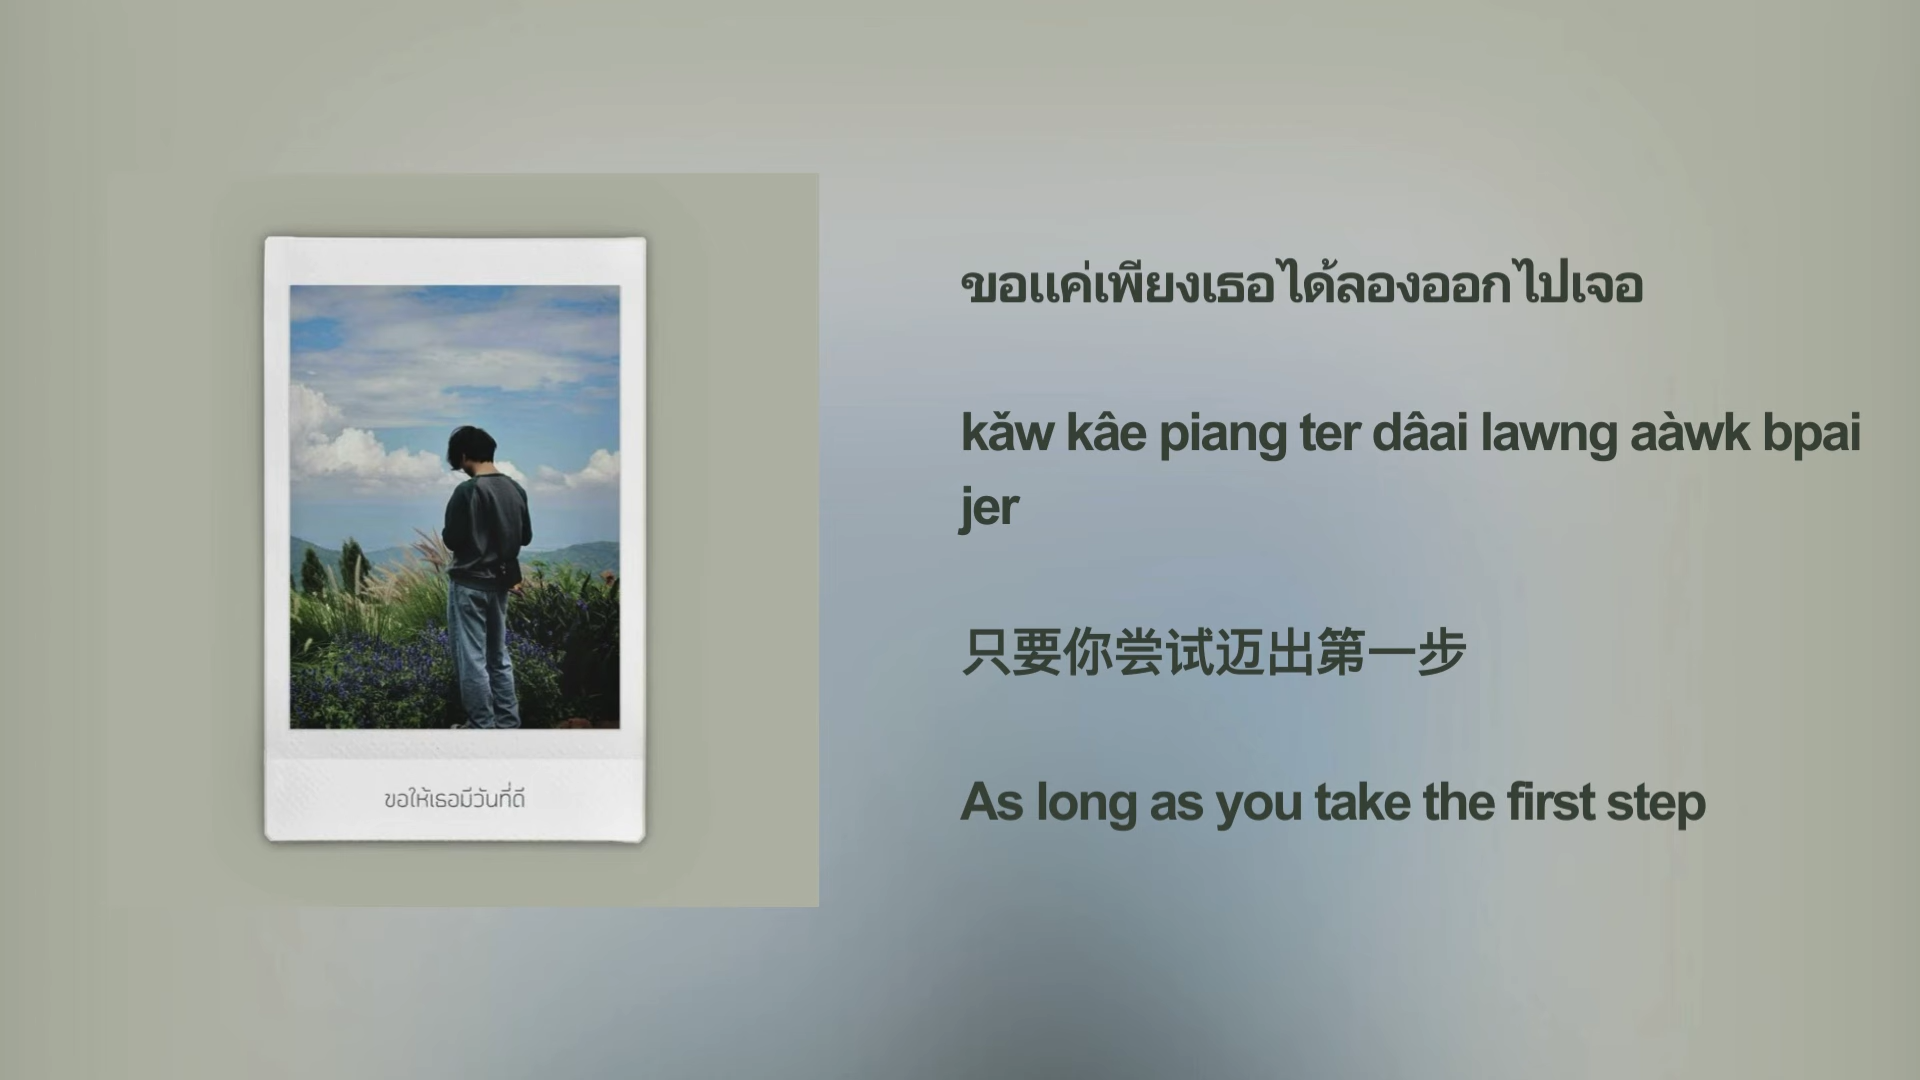 ขอแค่เพียงเธอได้ลองออกไปเจอ
kǎw kâe piang ter dâai lawng aàwk bpai
jer
只要你尝试迈出第一步
As long as you take the first step
ขอให้เธอมีวันที่ดี